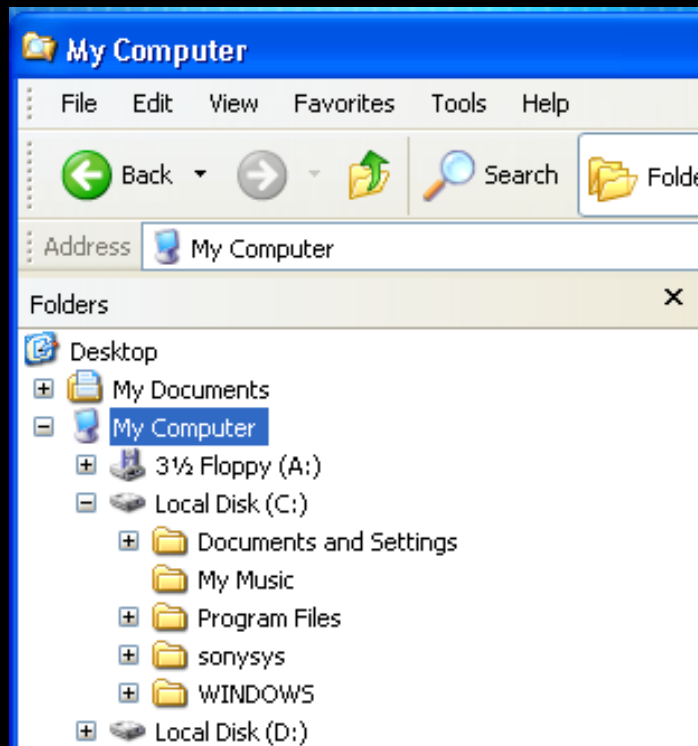 My Computer
File Edit View Favorites Tools Help
Back Search Folde
Address My Computer
Folders
Desktop
My Documents
My Computer
3½ Floppy (A:)
Local Disk (C:)
Documents and Settings
My Music
Program Files
sonysys
WINDOWS
Local Disk (D:)